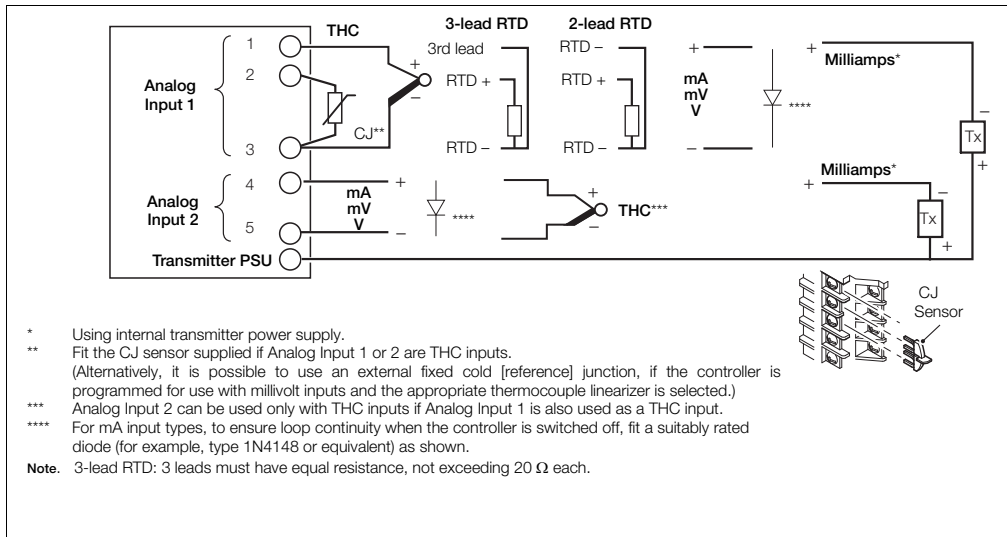 THC
3-lead RTD
2-lead RTD
Analog
Input 1
1
2
3
CJ**
+
–
3rd lead
RTD +
RTD –
RTD –
RTD +
RTD –
+
mA
mV
V
–
****
+ Milliamps*
–
Tx
+
Analog
Input 2
4
5
mA
mV
V
+
–
****
+
–
THC***
Milliamps*
+
–
Tx
+
Transmitter PSU
CJ
Sensor
* Using internal transmitter power supply.
** Fit the CJ sensor supplied if Analog Input 1 or 2 are THC inputs.
(Alternatively, it is possible to use an external fixed cold [reference] junction, if the controller is
programmed for use with millivolt inputs and the appropriate thermocouple linearizer is selected.)
*** Analog Input 2 can be used only with THC inputs if Analog Input 1 is also used as a THC input.
**** For mA input types, to ensure loop continuity when the controller is switched off, fit a suitably rated
diode (for example, type 1N4148 or equivalent) as shown.
Note. 3-lead RTD: 3 leads must have equal resistance, not exceeding 20 Ω each.